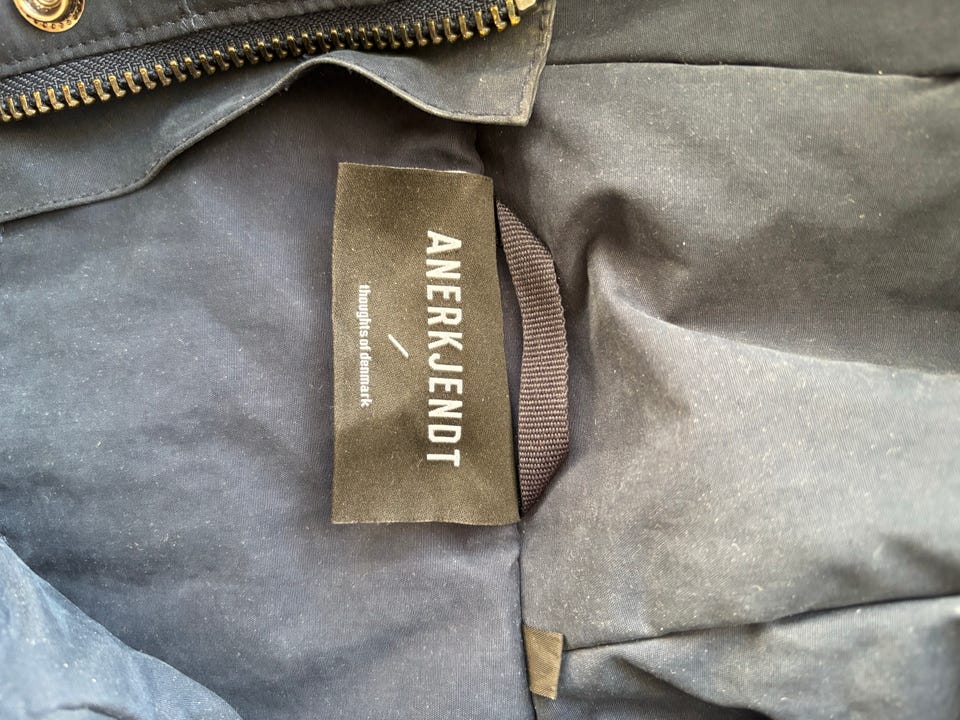 ANERKJENDT
/
thoughts of denmark